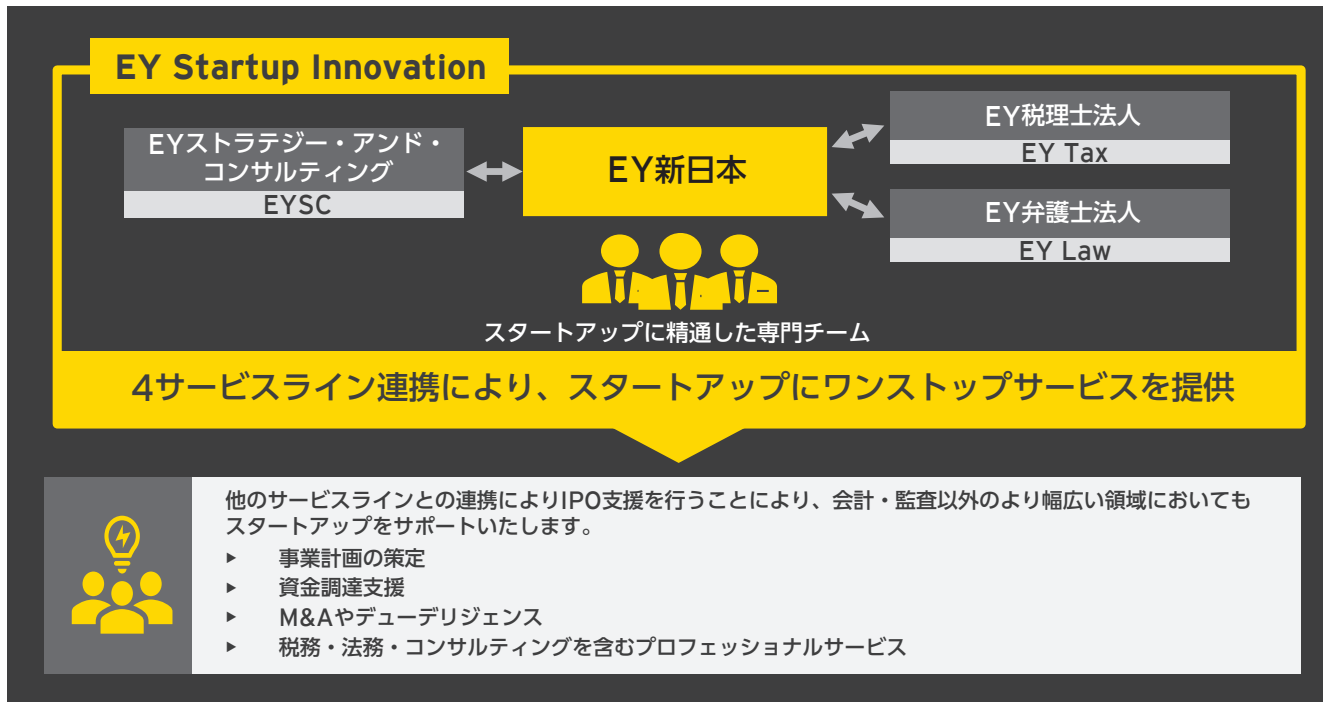 EY Startup Innovation
EYストラテジー・アンド・
コンサルティング
EYSC
EY新日本
EY税理士法人
EY Tax
EY弁護士法人
EY Law
スタートアップに精通した専門チーム
4サービスライン連携により、スタートアップにワンストップサービスを提供
他のサービスラインとの連携によりIPO支援を行うことにより、会計・監査以外のより幅広い領域においても
スタートアップをサポートいたします。
► 事業計画の策定
► 資金調達支援
► M&Aやデューデリジェンス
► 税務・法務・コンサルティングを含むプロフェッショナルサービス